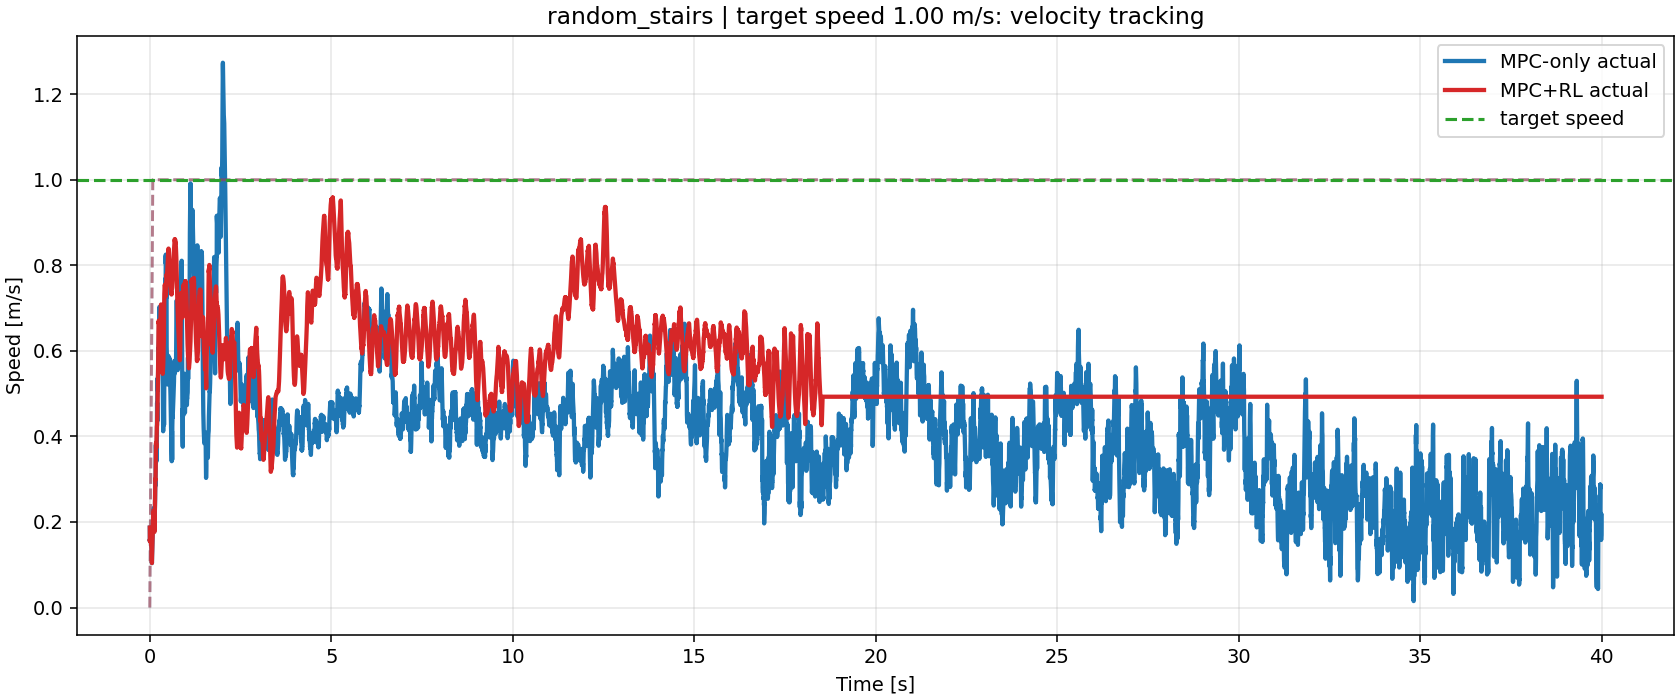 random_stairs | target speed 1.00 m/s: velocity tracking
MPC-only actual
MPC+RL actual
target speed
Speed [m/s]
1.2
1.0
0.8
0.6
0.4
0.2
0.0
0 5 10 15 20 25 30 35 40
Time [s]